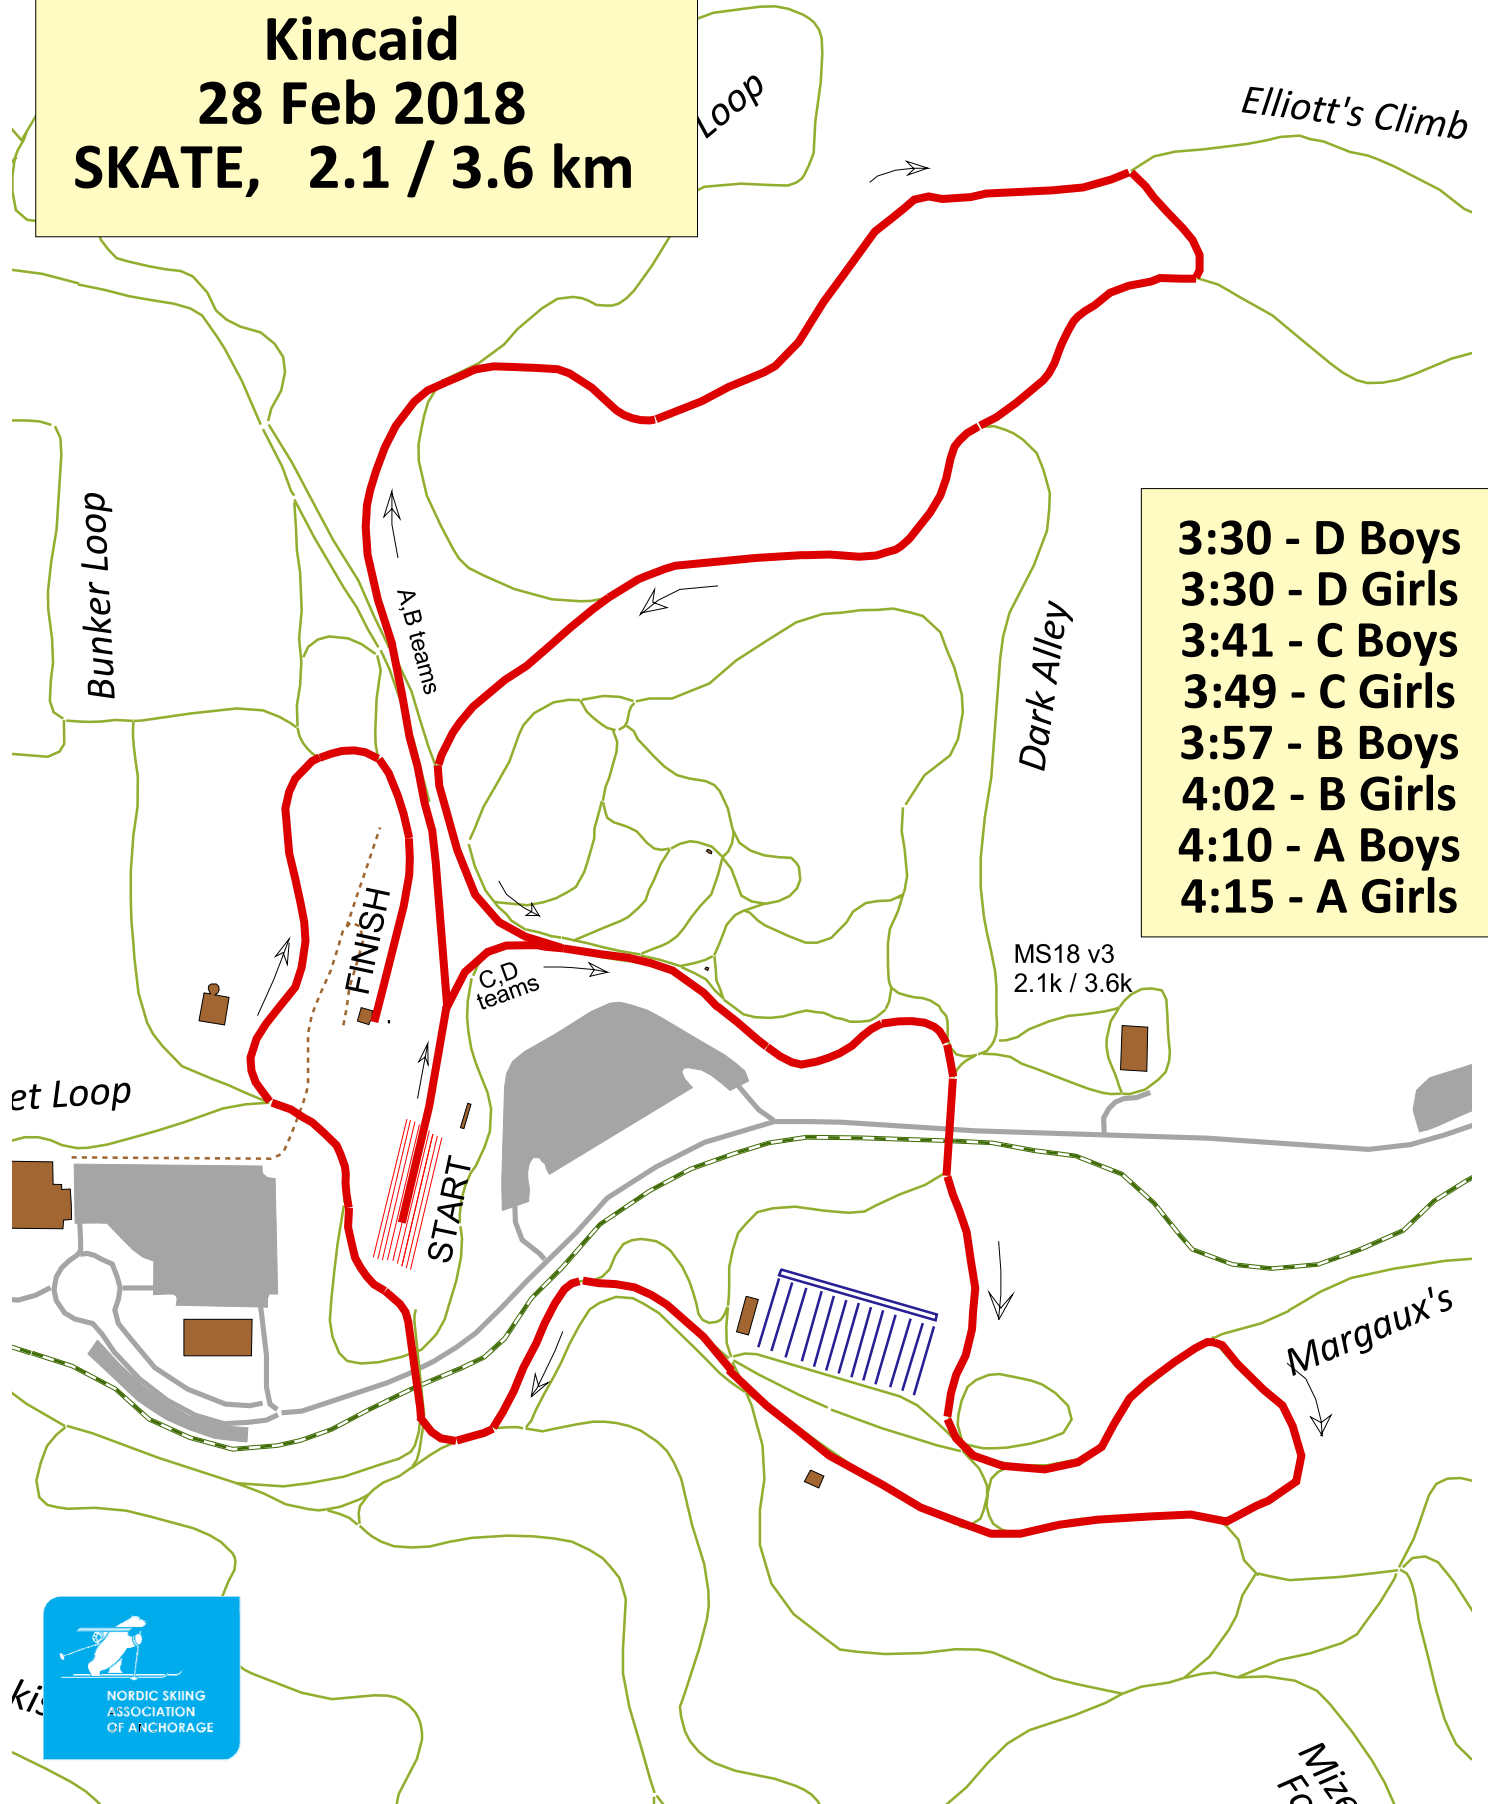 Kincaid
28 Feb 2018
SKATE, 2.1 / 3.6 km
Loop
Elliott's Climb
Bunker Loop
A,B teams
Dark Alley
3:30 - D Boys
3:30 - D Girls
3:41 - C Boys
3:49 - C Girls
3:57 - B Boys
4:02 - B Girls
4:10 - A Boys
4:15 - A Girls
FINISH
C,D
teams
MS18 v3
2.1k / 3.6k
et Loop
START
Margaux's
NORDIC SKIING
ASSOCIATION
OF ANCHORAGE
kis
Mize
Fo